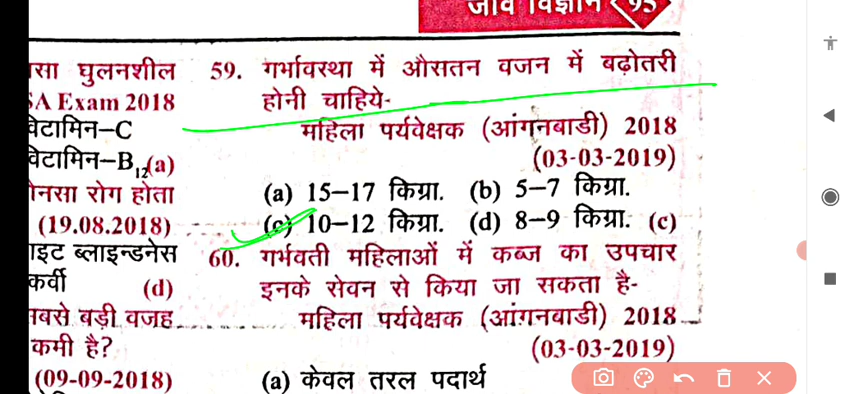 जीव विज्ञान 95
सा घुलनशील
SA Exam 2018
विटामिन–C
विटामिन–B12 (a)
नसा रोग होता
(19.08.2018)
ाइट ब्लाइन्डनेस
कर्वी (d)
बसे बड़ी वजह
कमी है?
(09-09-2018)
59. गर्भावस्था में औसतन वजन में बढ़ोतरी
होनी चाहिये-
महिला पर्यवेक्षक (आंगनबाडी) 2018
(03-03-2019)
(a) 15–17 किग्रा. (b) 5–7 किग्रा.
(c) 10–12 किग्रा. (d) 8–9 किग्रा. (c)
60. गर्भवती महिलाओं में कब्ज का उपचार
इनके सेवन से किया जा सकता है-
महिला पर्यवेक्षक (आंगनबाडी) 2018
(03-03-2019)
(a) केवल तरल पदार्थ